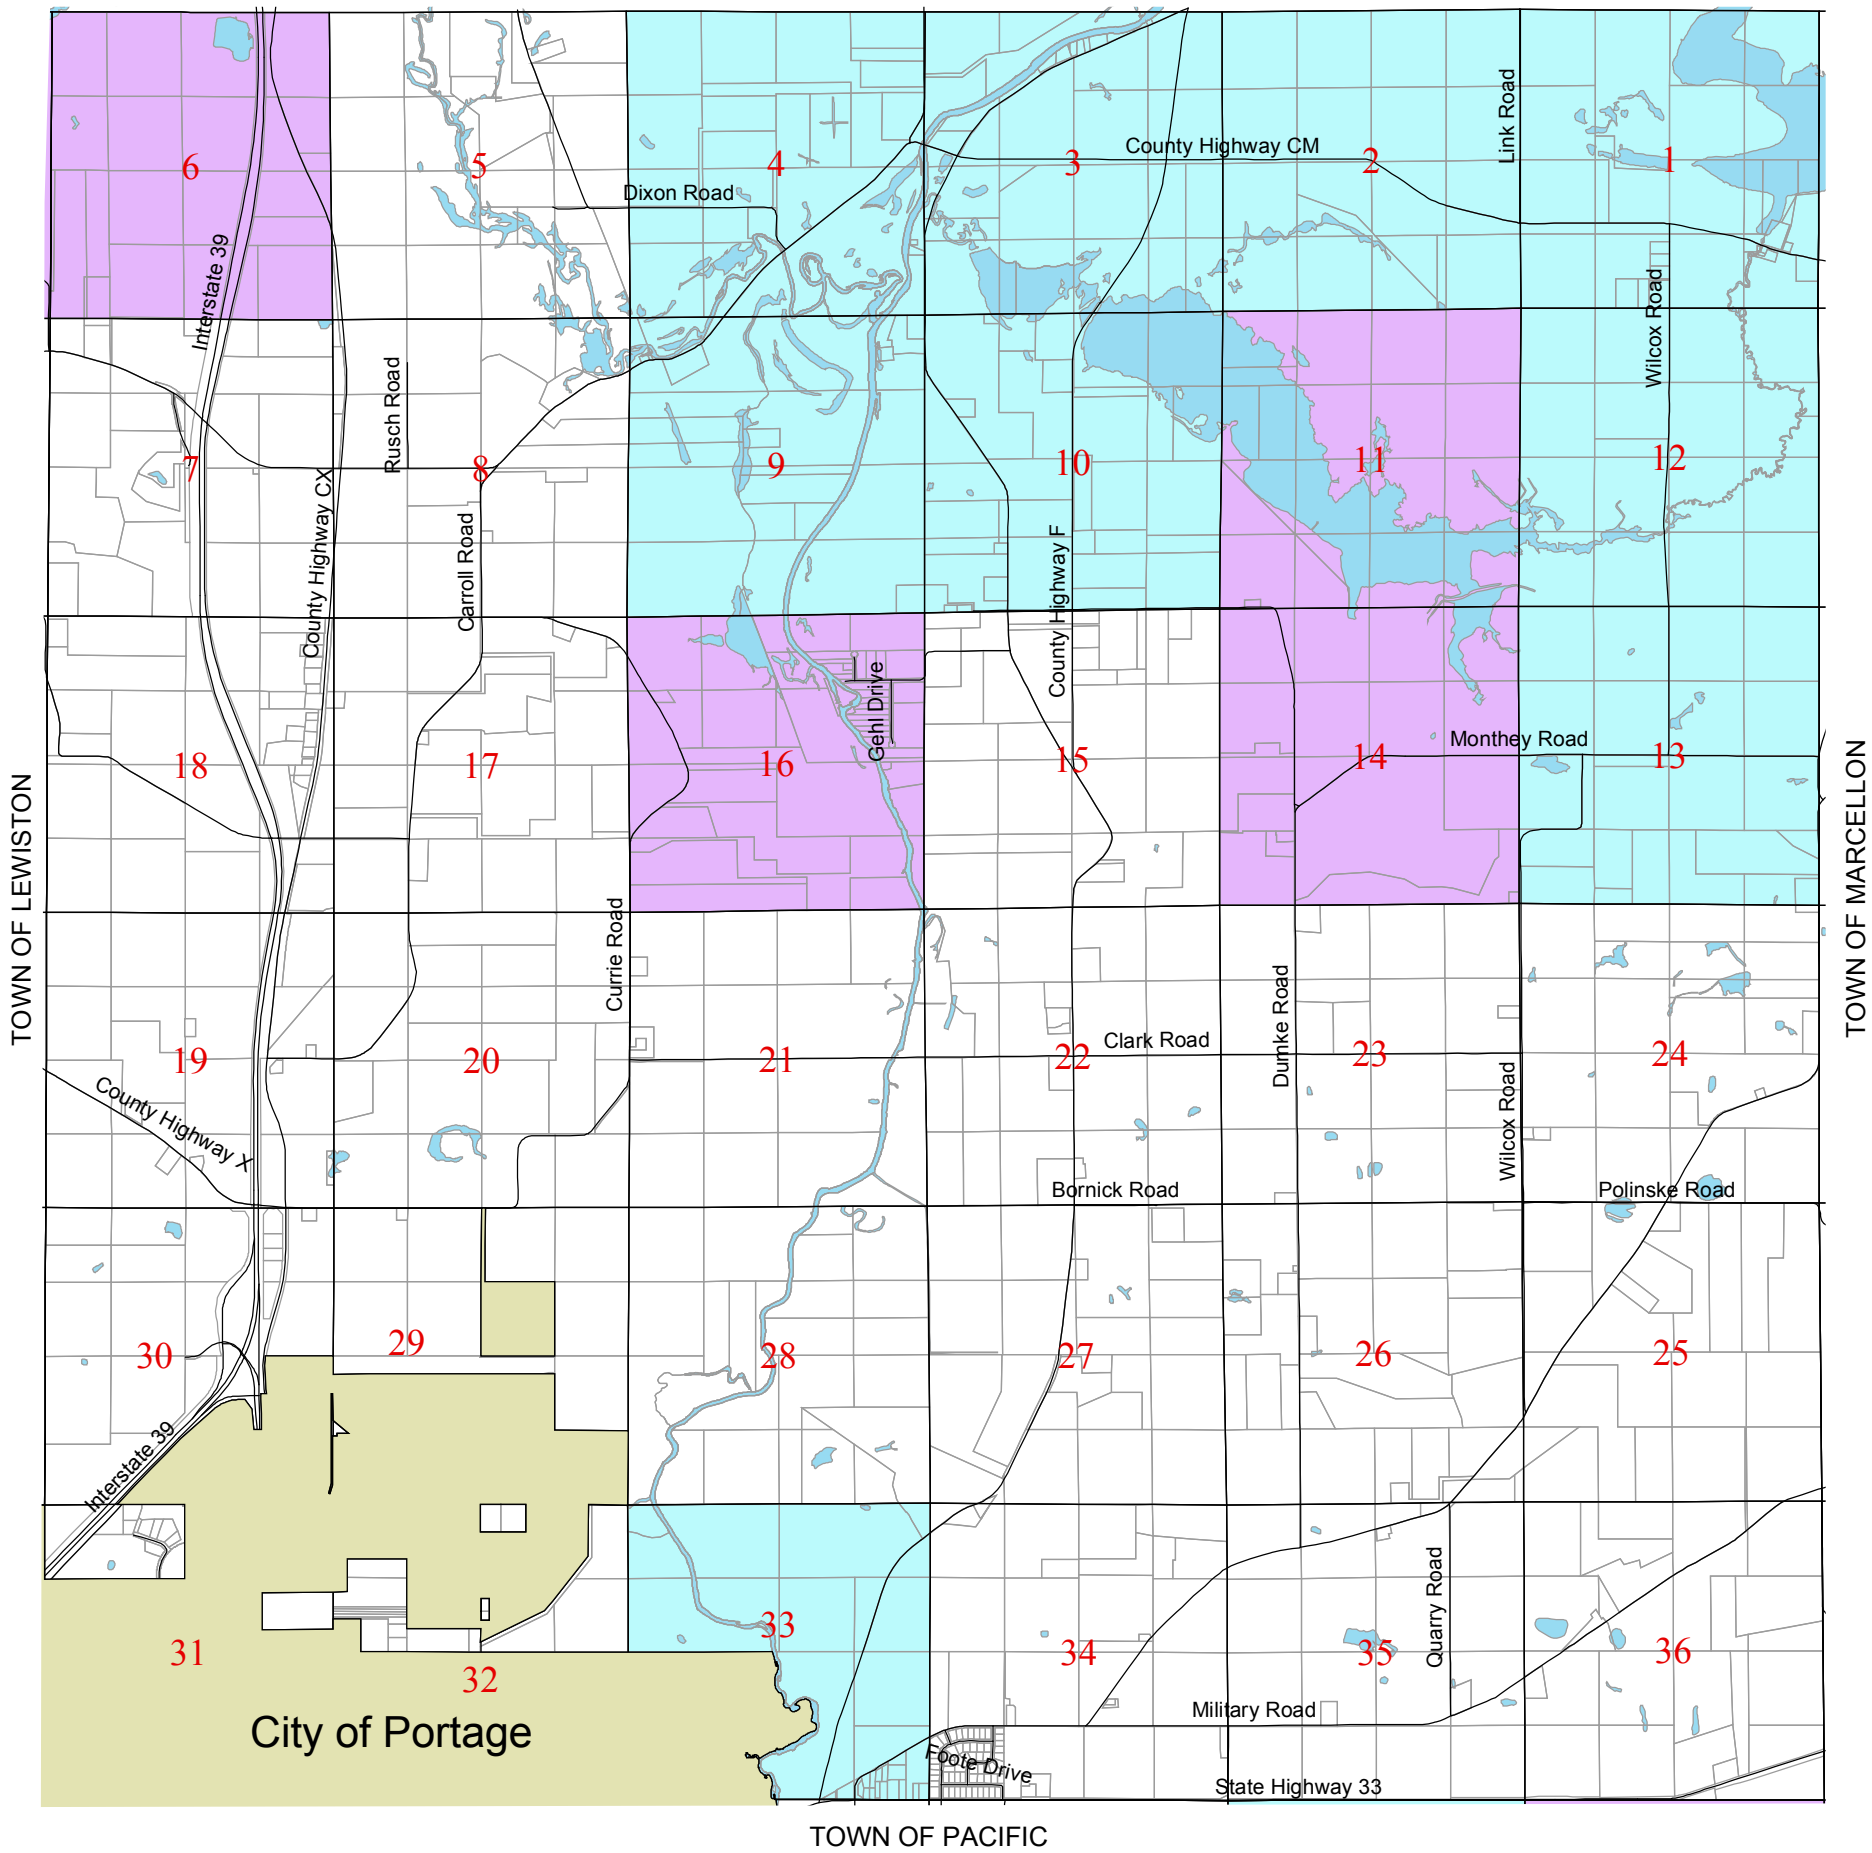 Link Road
County Highway CM
6
5
4
3
2
1
Dixon Road
Interstate 39
Wilcox Road
Rusch Road
7
8
9
10
11
12
County Highway CX
Carroll Road
County Highway F
Gehl Drive
Monthey Road
18
17
16
15
14
13
TOWN OF LEWISTON
TOWN OF MARCELLON
Currie Road
Dumke Road
Clark Road
19
20
21
22
23
24
County Highway X
Wilcox Road
Bornick Road
Polinske Road
30
29
28
27
26
25
Interstate 39
Quarry Road
31
32
33
34
35
36
City of Portage
Military Road
Foote Drive
State Highway 33
TOWN OF PACIFIC